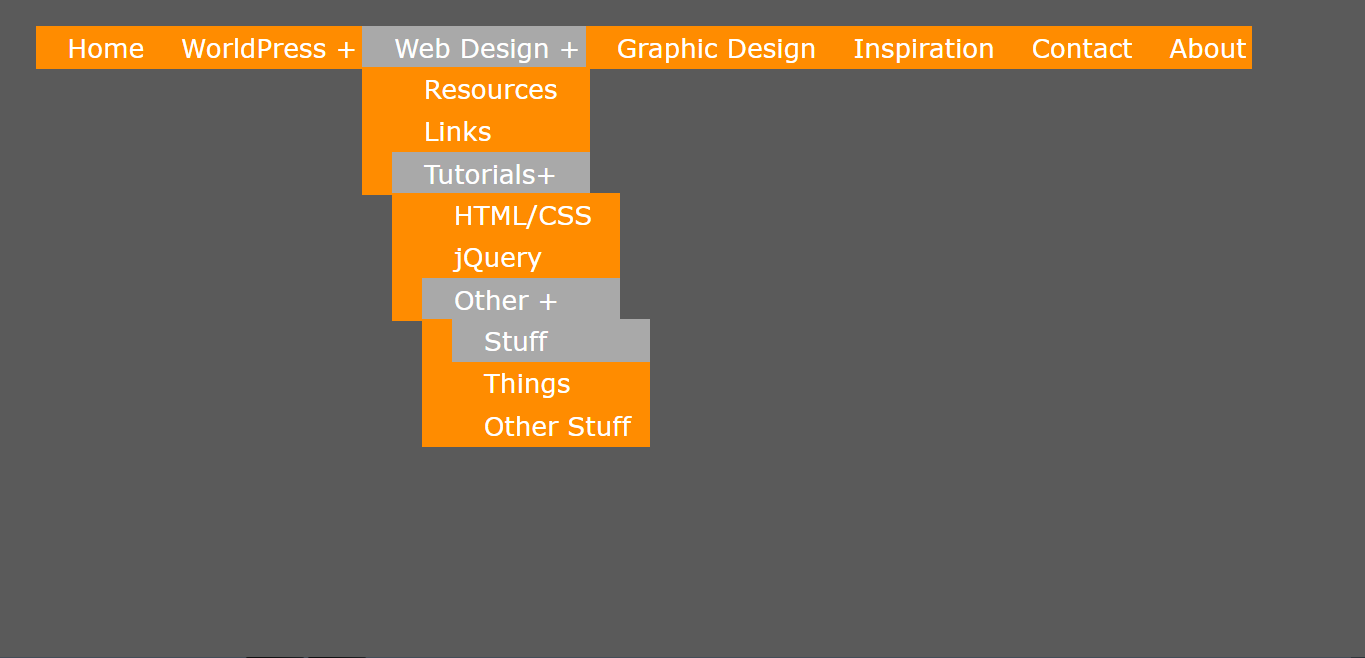 Home WorldPress + Web Design + Graphic Design Inspiration Contact About
Resources
Links
Tutorials+
HTML/CSS
jQuery
Other +
Stuff
Things
Other Stuff